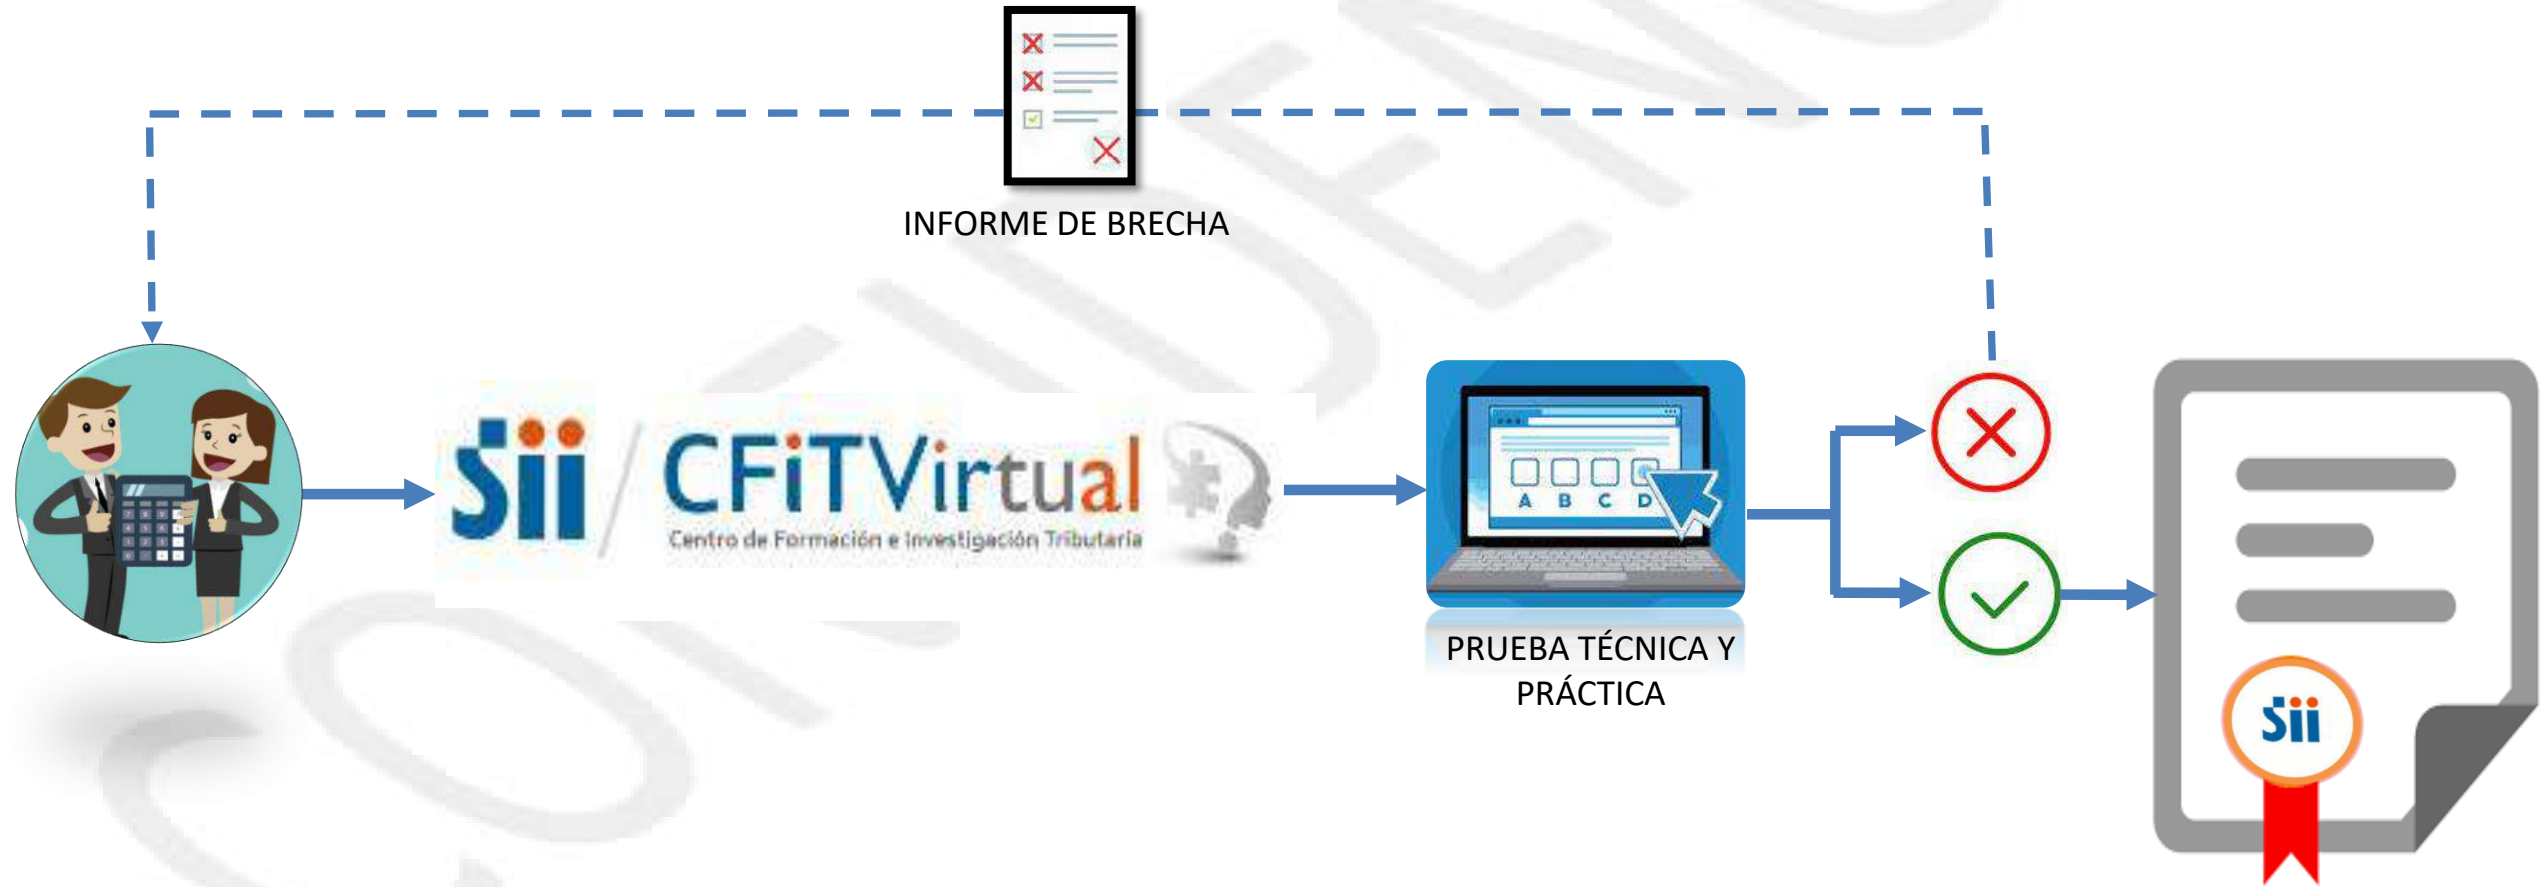 INFORME DE BRECHA
Sii / CFiTVirtual
Centro de Formación e Investigación Tributaria
A B C D
PRUEBA TÉCNICA Y
PRÁCTICA
Sii